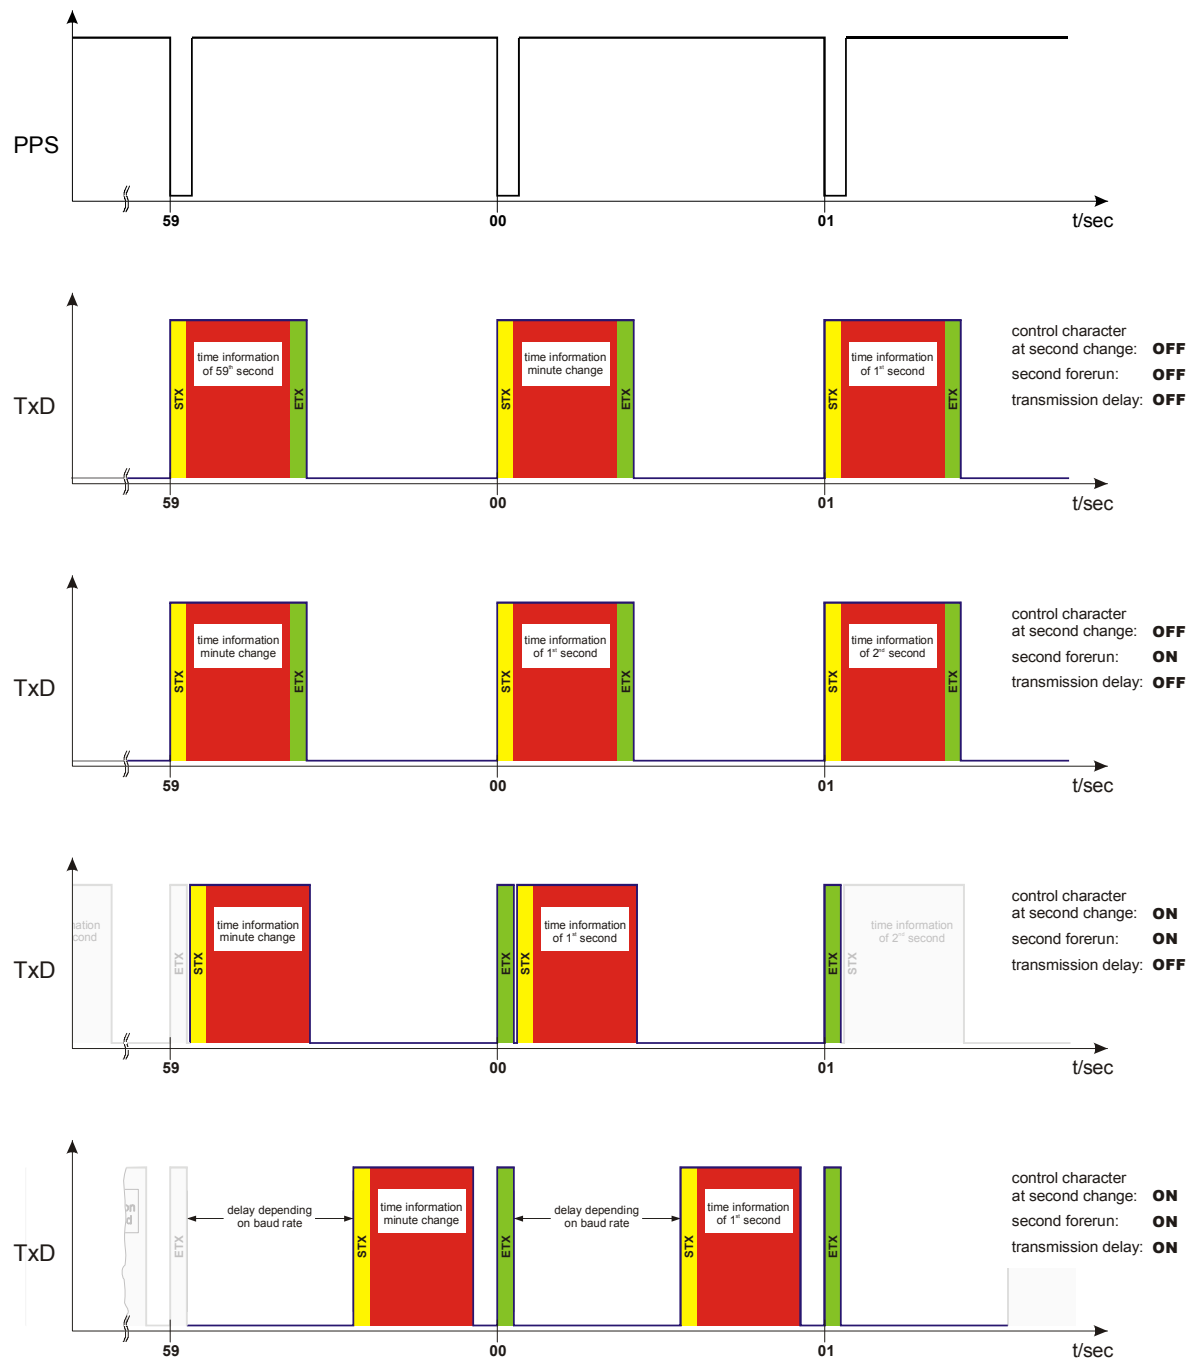 PPS
59
00
01
t/sec
TxD
STX
time information
of 59th second
ETX
STX
time information
minute change
ETX
STX
time information
of 1st second
ETX
control character
at second change: OFF
second forerun: OFF
transmission delay: OFF
59
00
01
t/sec
TxD
STX
time information
minute change
ETX
STX
time information
of 1st second
ETX
STX
time information
of 2nd second
ETX
control character
at second change: OFF
second forerun: ON
transmission delay: OFF
59
00
01
t/sec
TxD
ation
cond
ETX
STX
time information
minute change
ETX
STX
time information
of 1st second
ETX
STX
time information
of 2nd second
control character
at second change: ON
second forerun: ON
transmission delay: OFF
59
00
01
t/sec
TxD
ETX
delay depending
on baud rate
STX
time information
minute change
ETX
delay depending
on baud rate
STX
time information
of 1st second
ETX
control character
at second change: ON
second forerun: ON
transmission delay: ON
59
00
01
t/sec